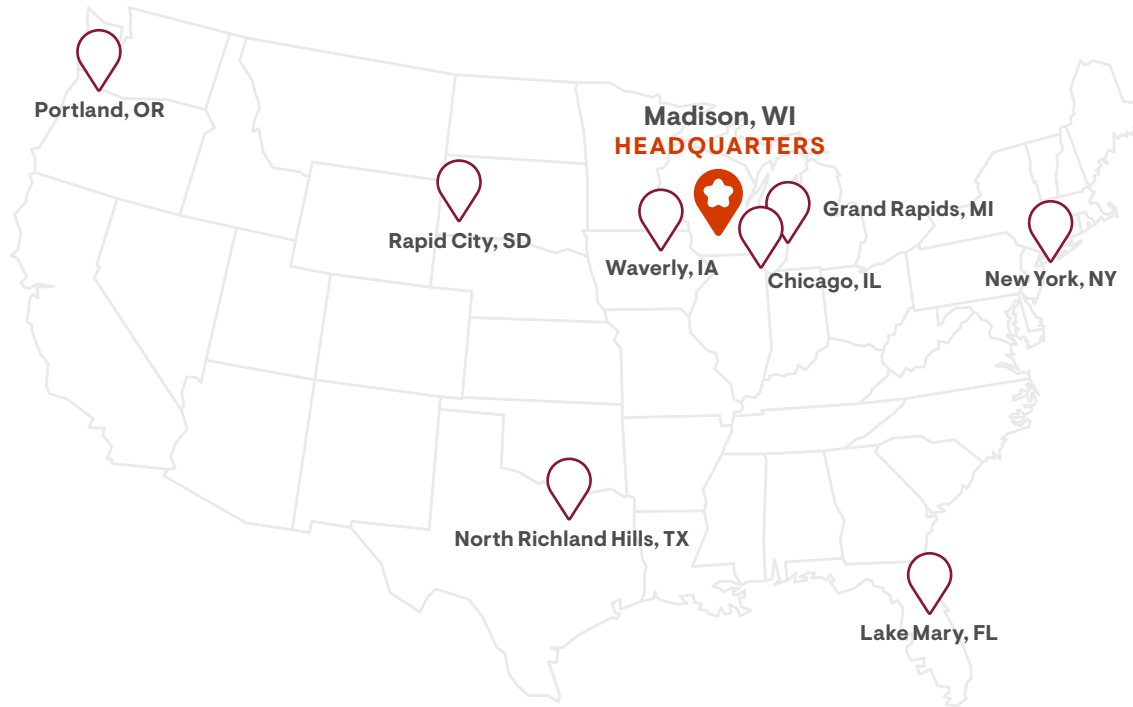 Portland, OR
Madison, WI
HEADQUARTERS
Grand Rapids, MI
Rapid City, SD
Waverly, IA
Chicago, IL
New York, NY
North Richland Hills, TX
Lake Mary, FL